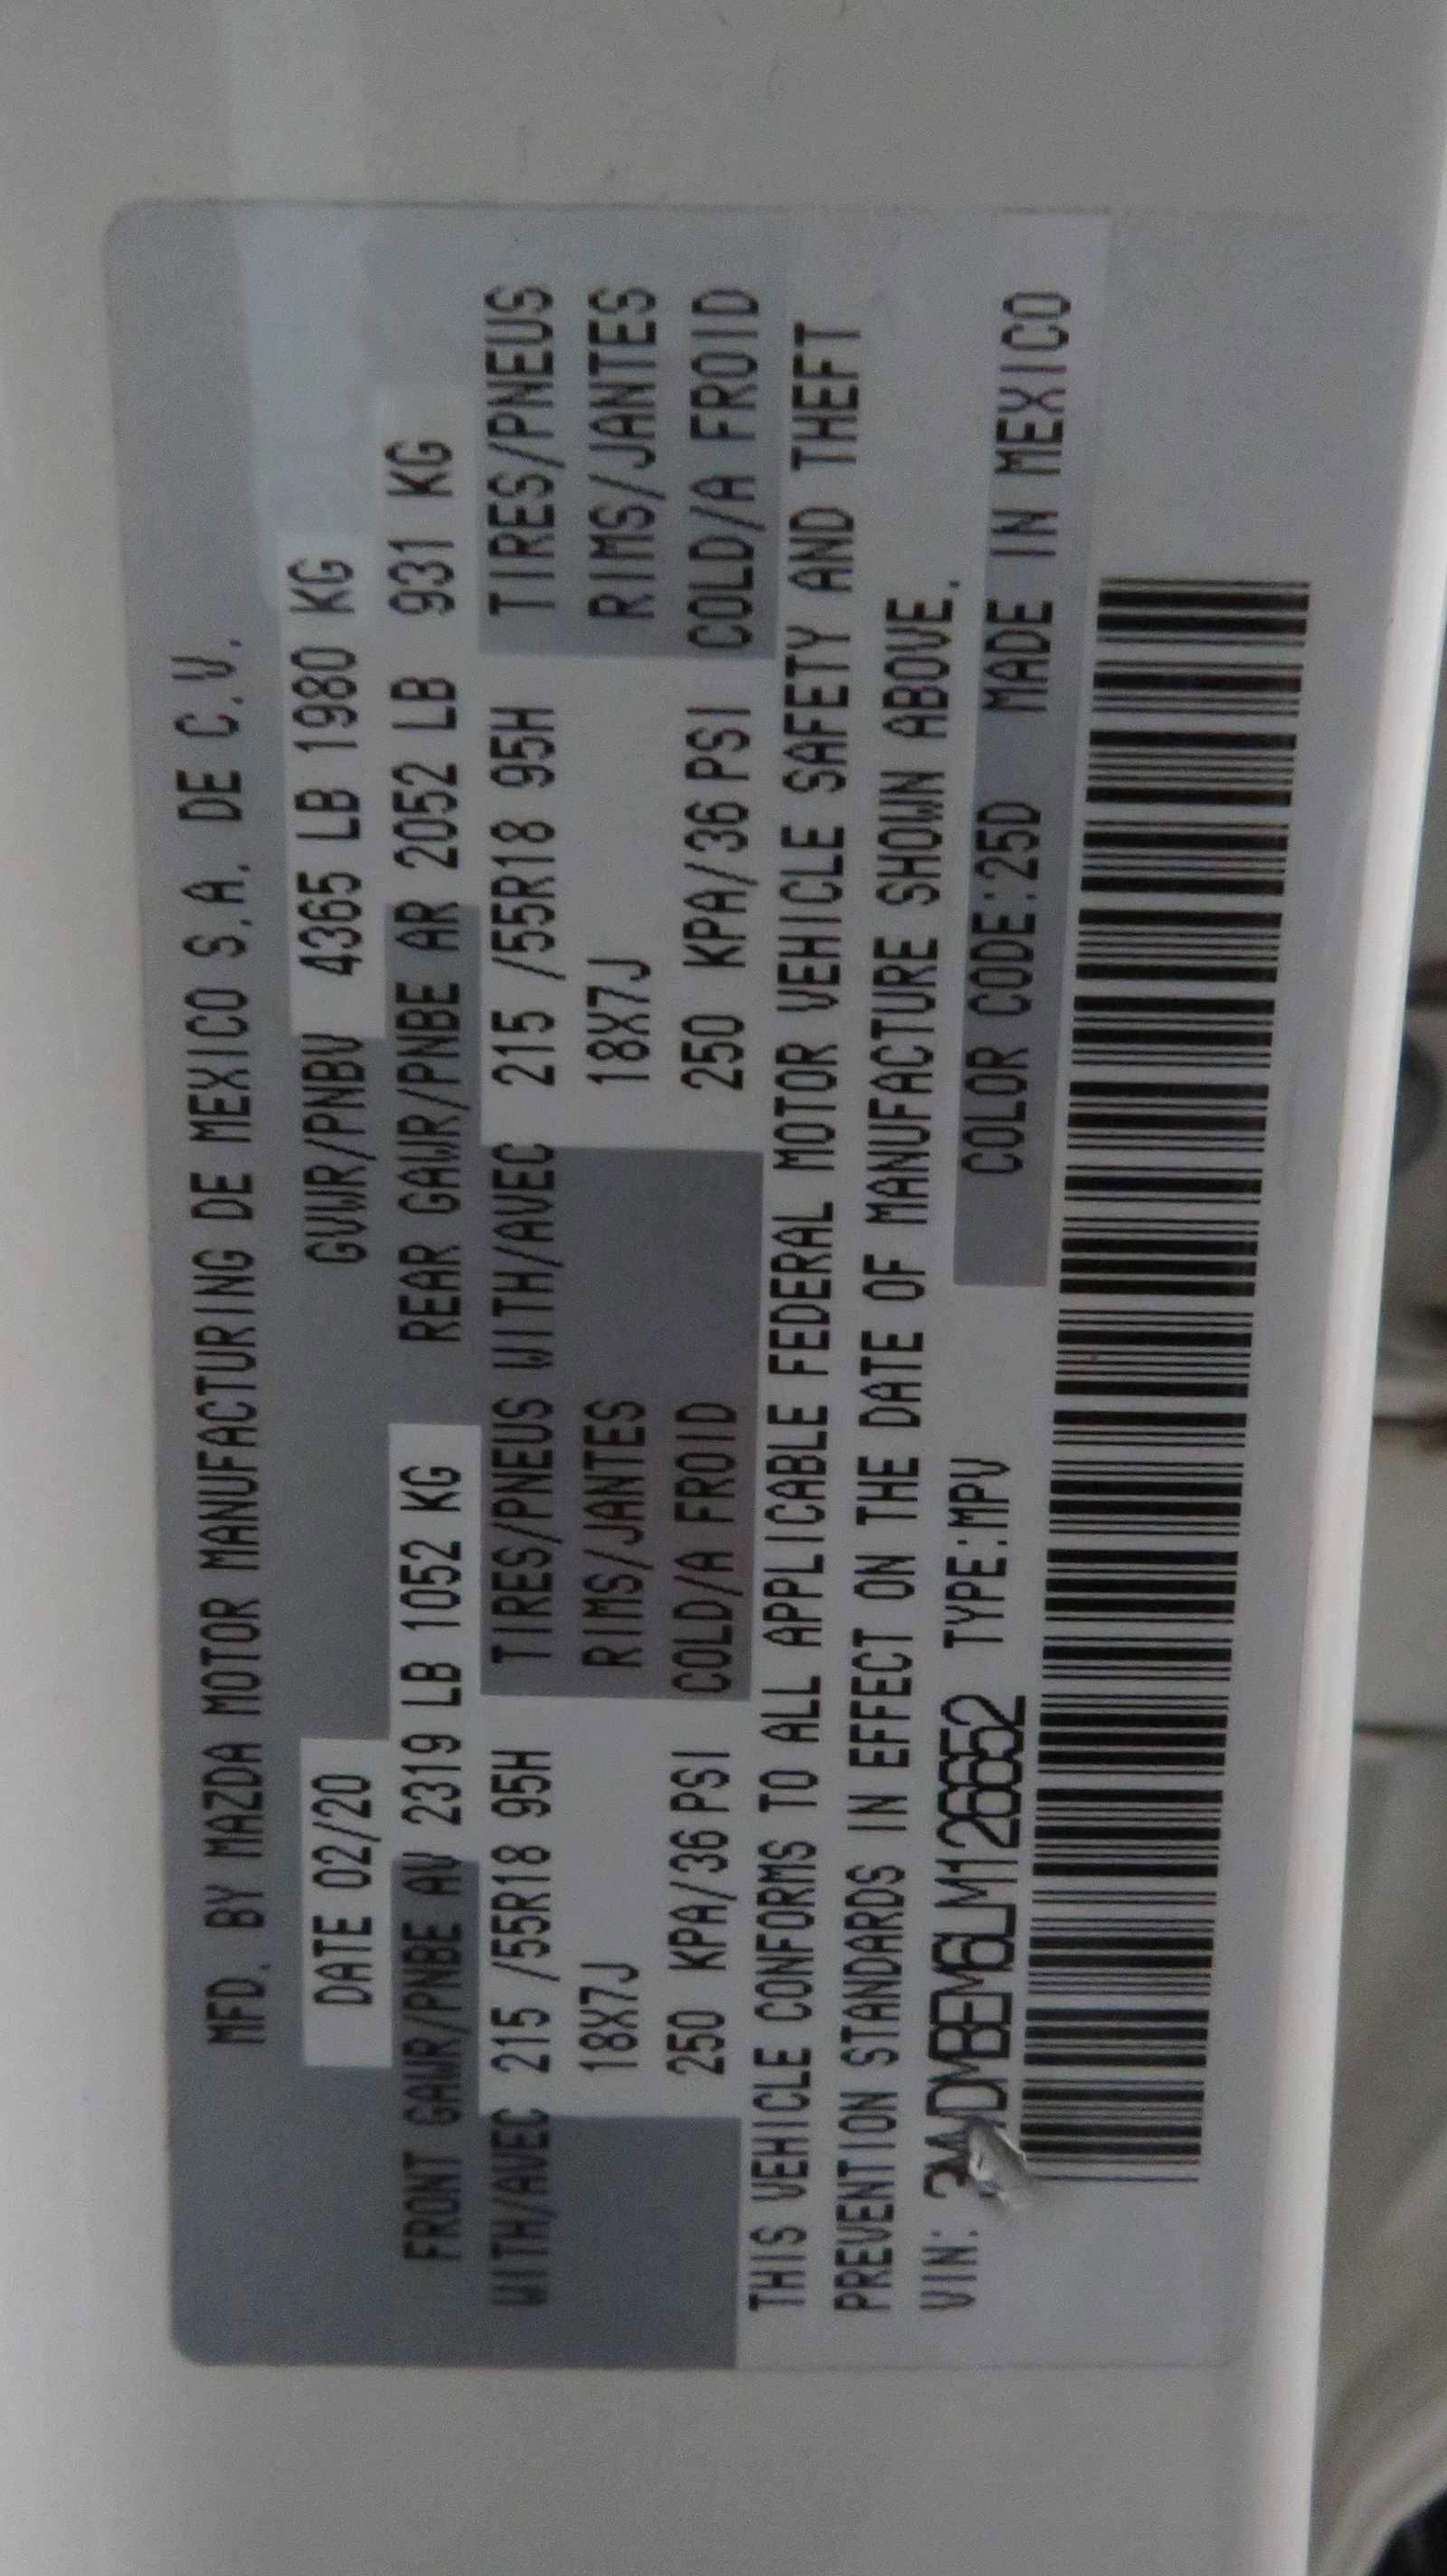 MFD. BY MAZDA MOTOR MANUFACTURING DE MEXICO S.A. DE C.V.
DATE 02/20 GVWR/PNBV 4365 LB 1980 KG
FRONT GAWR/PNBE AV 2319 LB 1052 KG REAR GAWR/PNBE AR 2052 LB 931 KG
WITH/AVEC 215 /55R18 95H TIRES/PNEUS WITH/AVEC 215 /55R18 95H TIRES/PNEUS
18X7J RIMS/JANTES 18X7J RIMS/JANTES
250 KPA/36 PSI COLD/A FROID 250 KPA/36 PSI COLD/A FROID
THIS VEHICLE CONFORMS TO ALL APPLICABLE FEDERAL MOTOR VEHICLE SAFETY AND THEFT
PREVENTION STANDARDS IN EFFECT ON THE DATE OF MANUFACTURE SHOWN ABOVE.
VIN: 3MVDMBEM6LM126652 TYPE:MPV COLOR CODE:25D MADE IN MEXICO